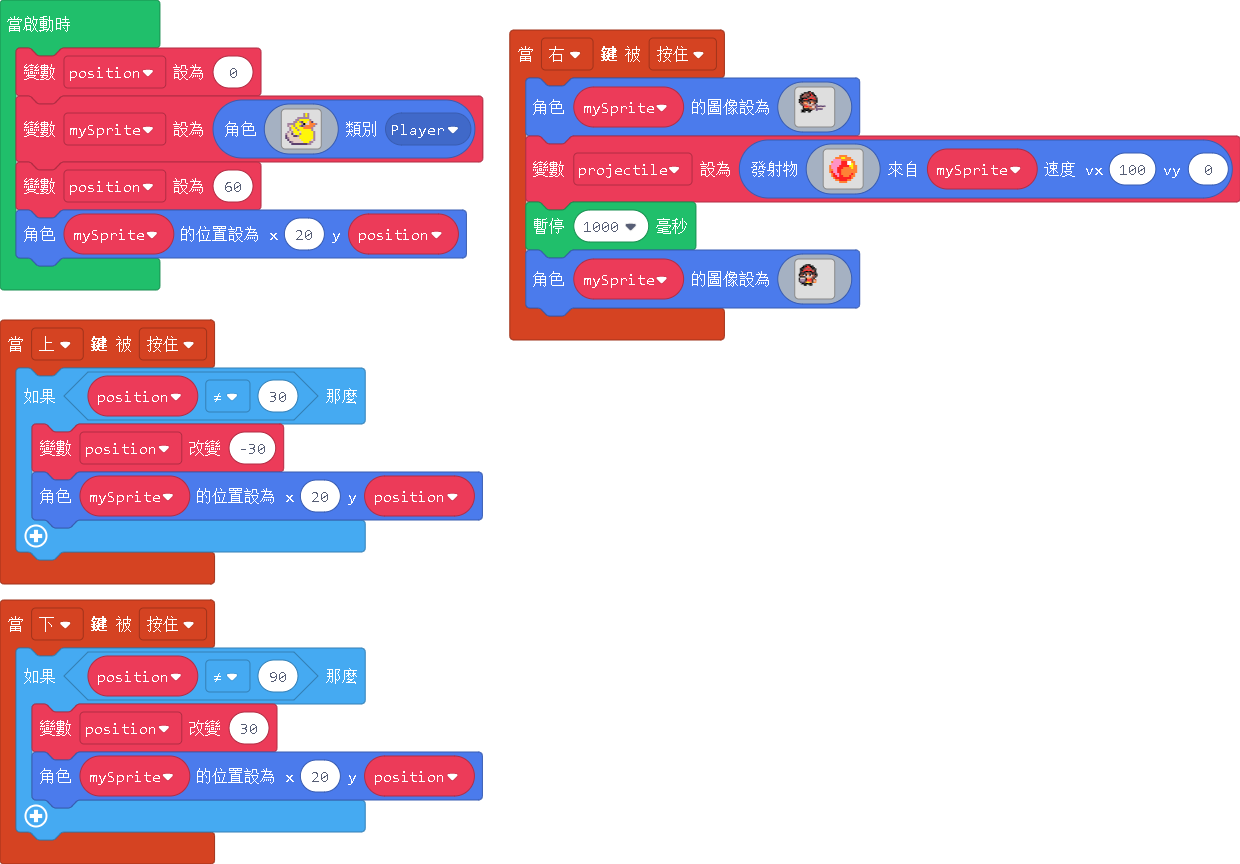 當啟動時
變數 position 設為 0
變數 mySprite 設為 角色 類別 Player
變數 position 設為 60
角色 mySprite 的位置設為 x 20 y position
當 上 鍵 被 按住
如果 position ≠ 30 那麼
變數 position 改變 -30
角色 mySprite 的位置設為 x 20 y position
當 下 鍵 被 按住
如果 position ≠ 90 那麼
變數 position 改變 30
角色 mySprite 的位置設為 x 20 y position
當 右 鍵 被 按住
角色 mySprite 的圖像設為
變數 projectile 設為 發射物 來自 mySprite 速度 vx 100 vy 0
暫停 1000 毫秒
角色 mySprite 的圖像設為